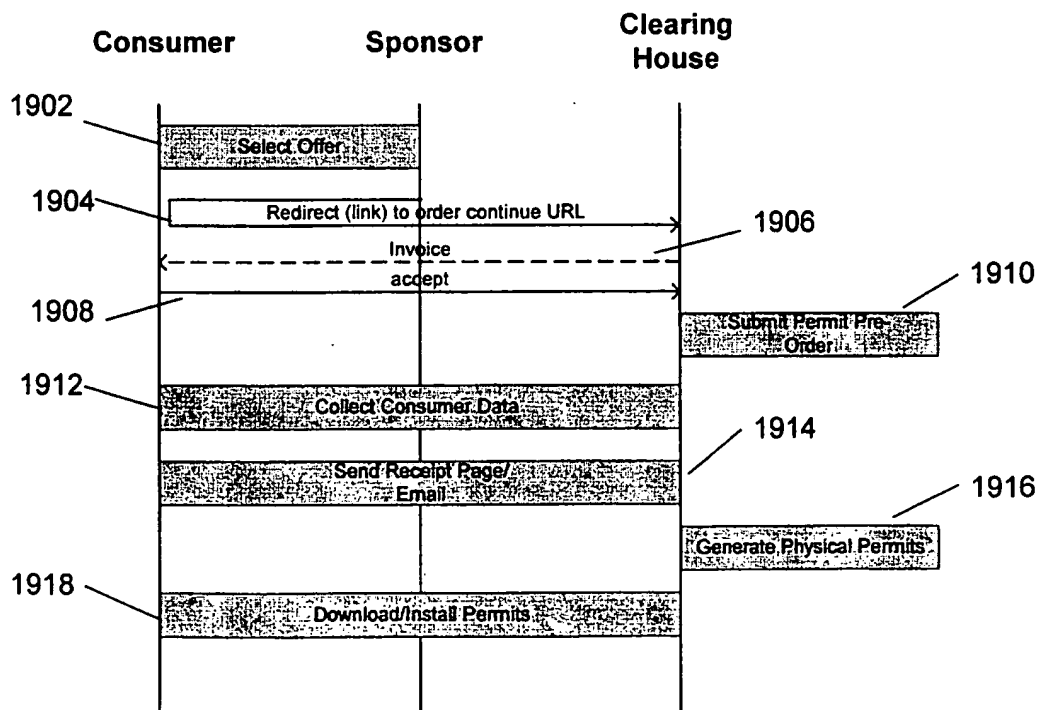 Consumer
Sponsor
Clearing
House
1902
Select Offer
1904
Redirect (link) to order continue URL
1906
Invoice
accept
1908
1910
Submit Permit Pre-
Order
1912
Collect Consumer Data
1914
Send Receipt Page/
Email
1916
Generate Physical Permits
1918
Download/Install Permits